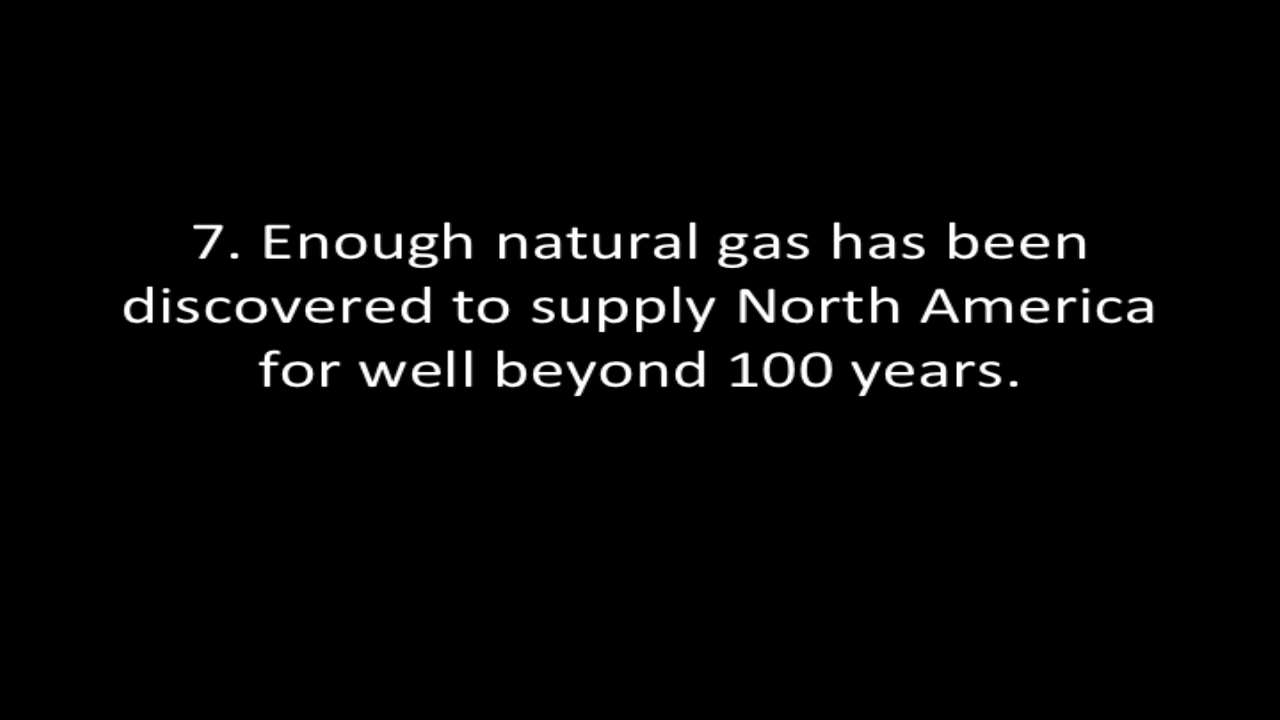 7. Enough natural gas has been
discovered to supply North America
for well beyond 100 years.